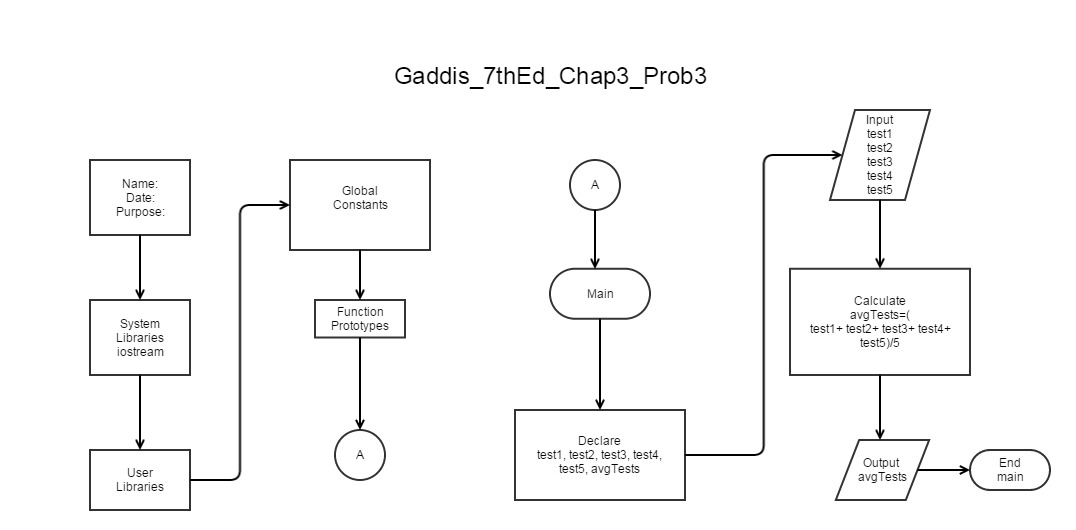 Gaddis_7thEd_Chap3_Prob3
Name:
Date:
Purpose:
System
Libraries
iostream
User
Libraries
Global
Constants
Function
Prototypes
A
A
Main
Declare
test1, test2, test3, test4,
test5, avgTests
Input
test1
test2
test3
test4
test5
Calculate
avgTests=(
test1+ test2+ test3+ test4+
test5)/5
Output
avgTests
End
main